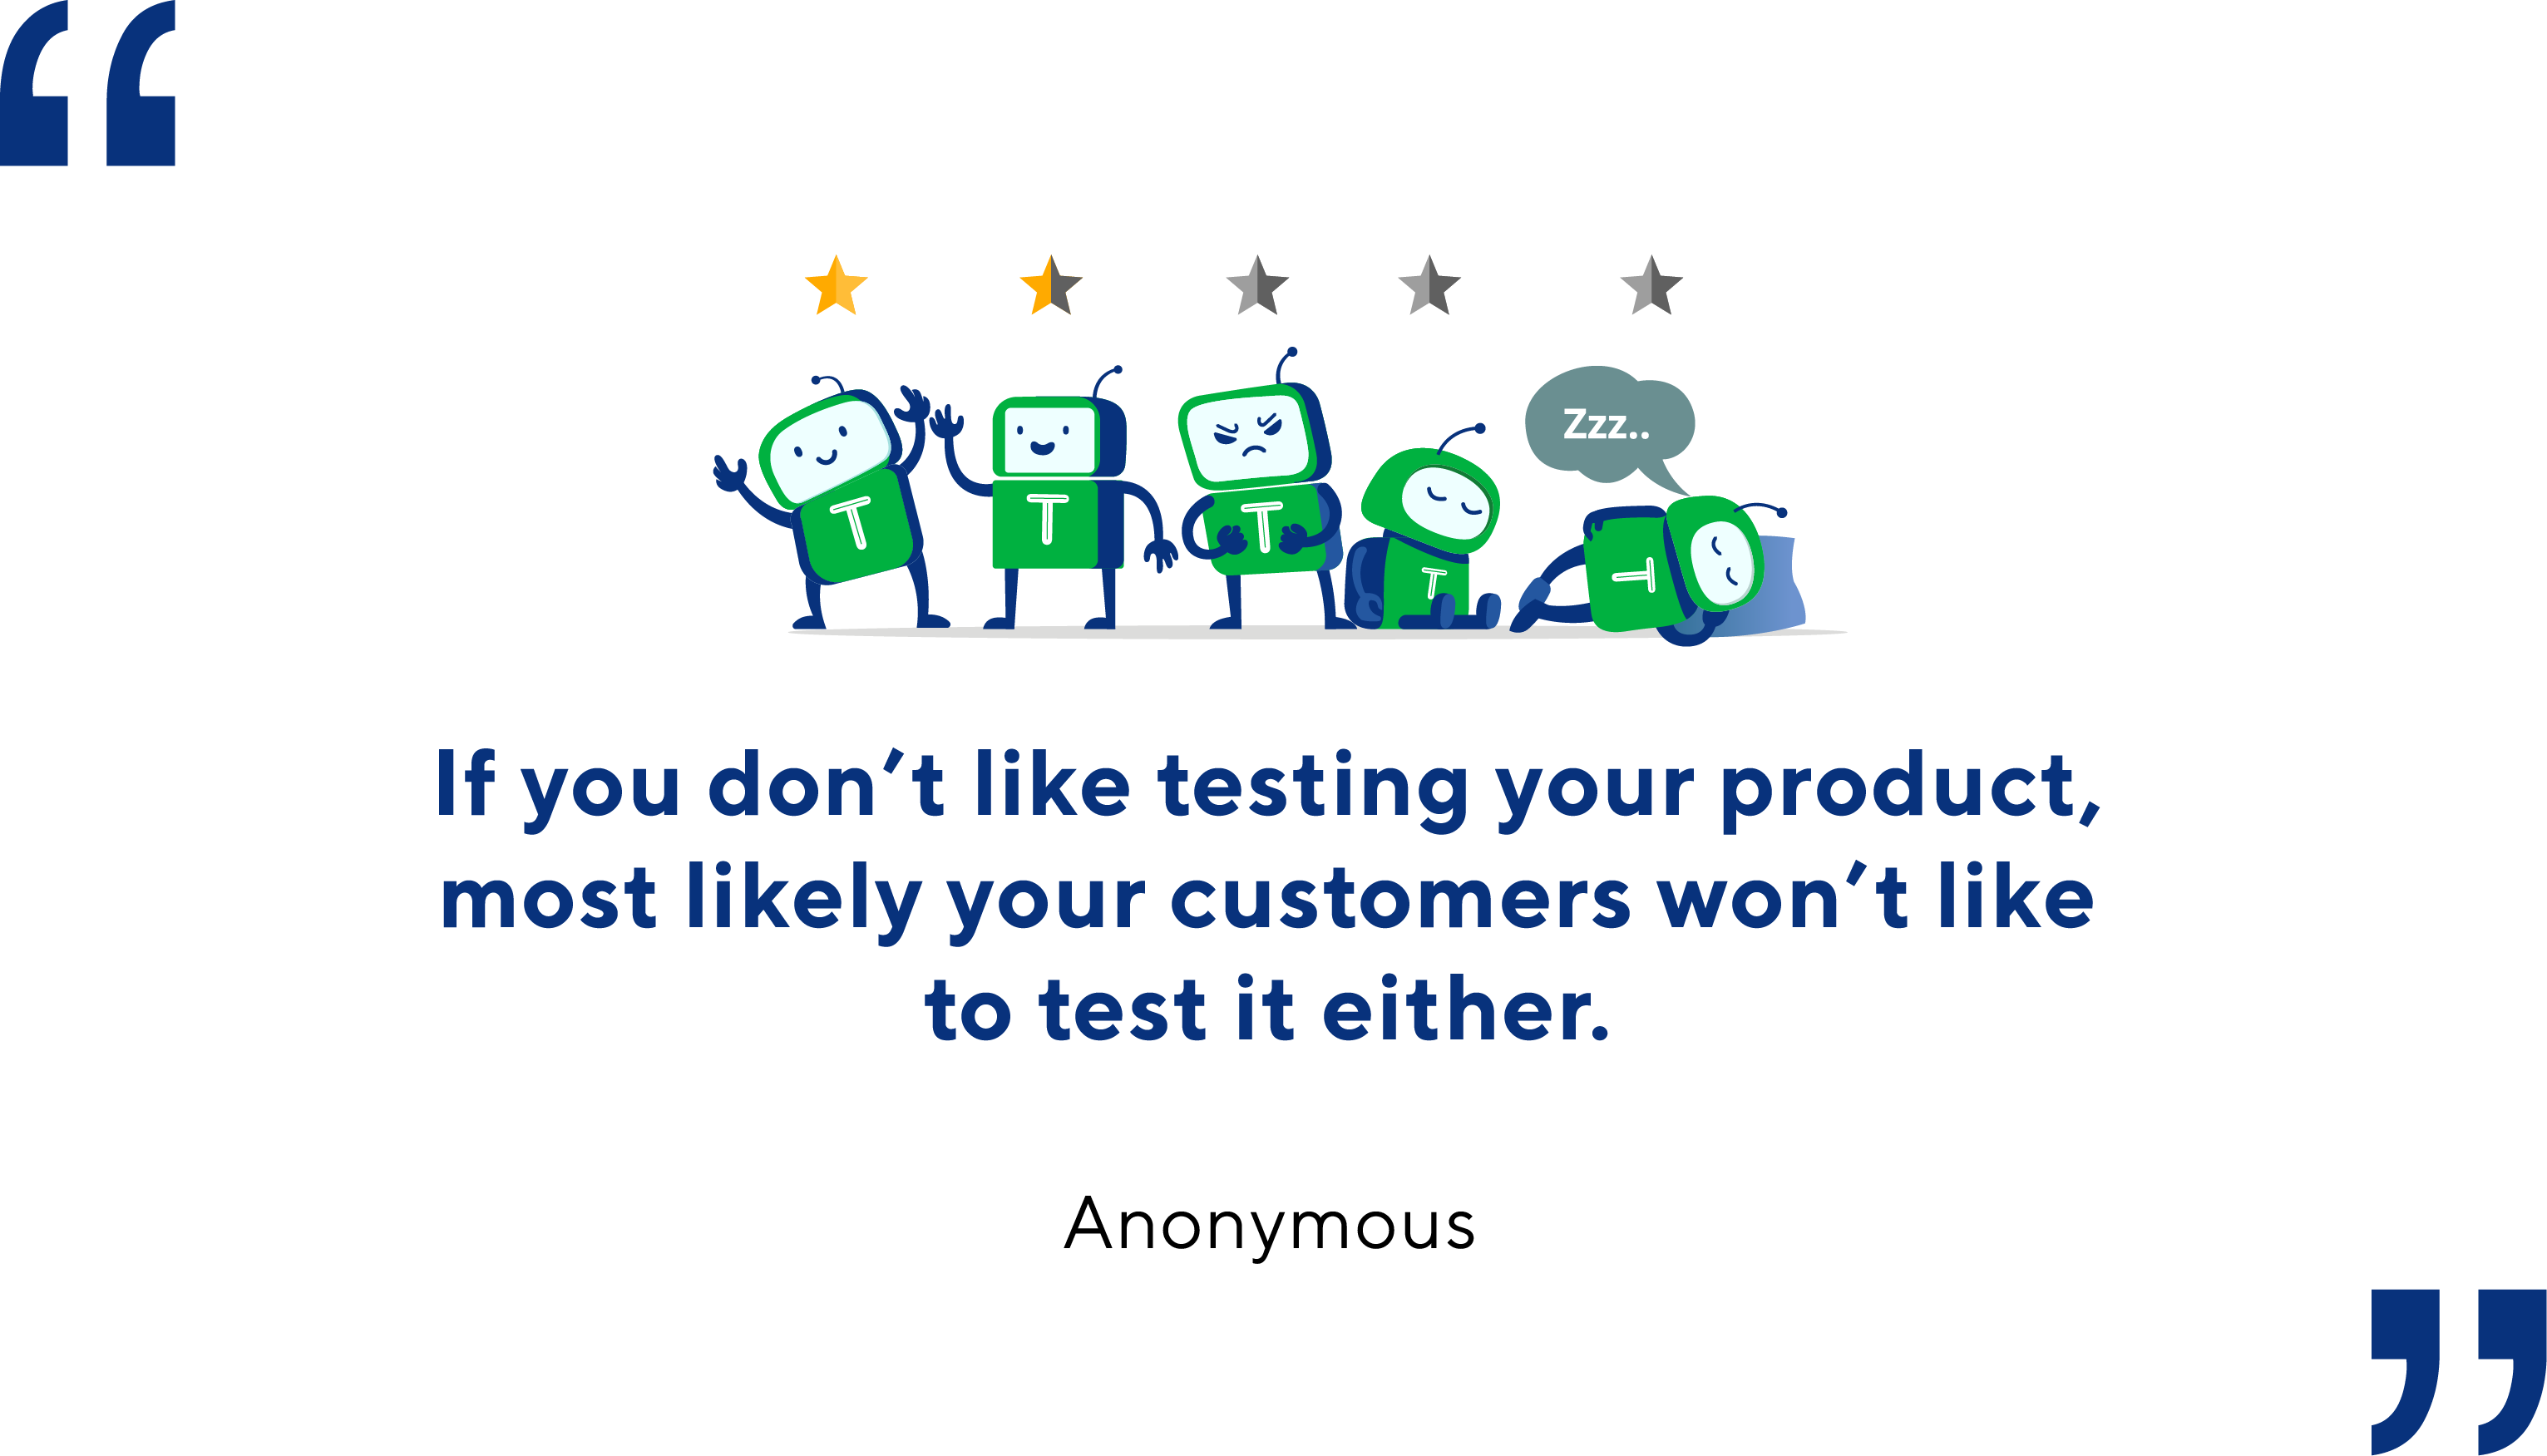 Zzz..
T
T
T
T
T
If you don’t like testing your product,
most likely your customers won’t like
to test it either.
Anonymous